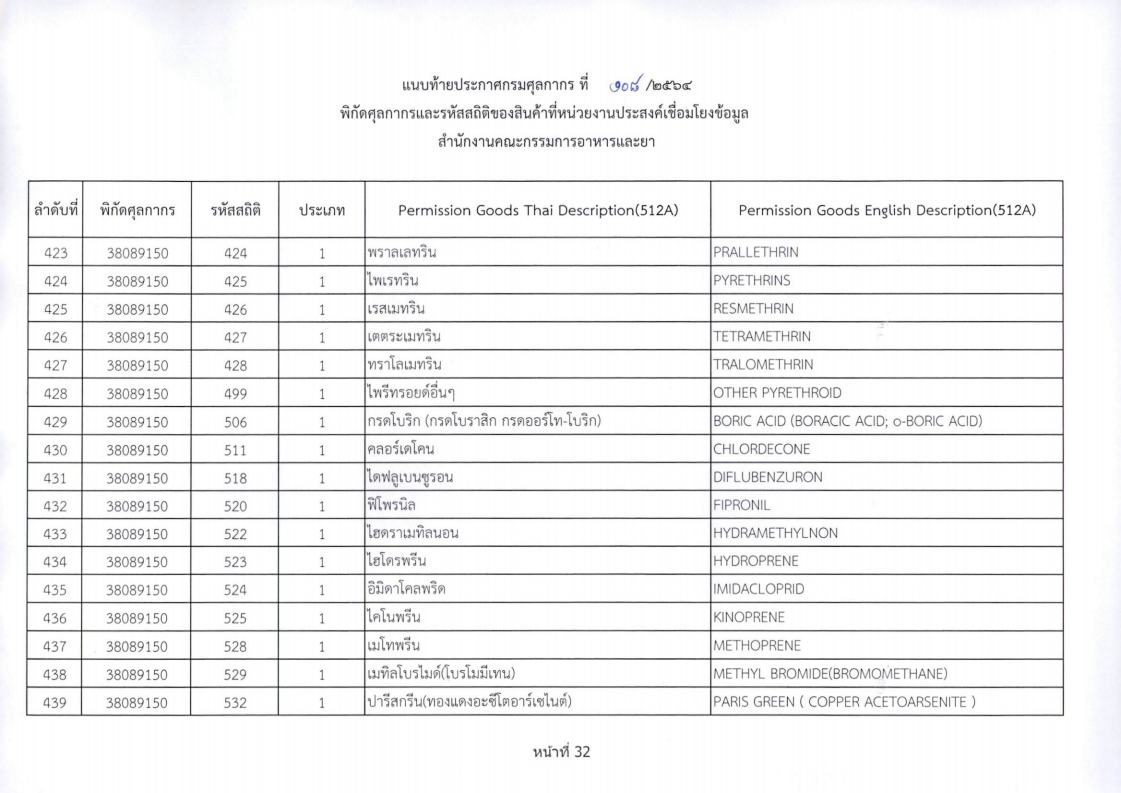 แนบท้ายประกาศกรมศุลกากร ที่ ๑๐๘ /๒๕๖๔
พิกัดศุลกากรและรหัสสถิติของสินค้าที่หน่วยงานประสงค์เชื่อมโยงข้อมูล
สำนักงานคณะกรรมการอาหารและยา
ลำดับที่ พิกัดศุลกากร รหัสสถิติ ประเภท Permission Goods Thai Description(512A) Permission Goods English Description(512A)
423 38089150 424 1 พราลเลทริน PRALLETHRIN
424 38089150 425 1 ไพเรทริน PYRETHRINS
425 38089150 426 1 เรสเมทริน RESMETHRIN
426 38089150 427 1 เตตระเมทริน TETRAMETHRIN
427 38089150 428 1 ทราโลเมทริน TRALOMETHRIN
428 38089150 499 1 ไพรีทรอยด์อื่นๆ OTHER PYRETHROID
429 38089150 506 1 กรดโบริก (กรดโบราสิก กรดออร์โท-โบริก) BORIC ACID (BORACIC ACID; o-BORIC ACID)
430 38089150 511 1 คลอร์เดโคน CHLORDECONE
431 38089150 518 1 ไดฟลูเบนซูรอน DIFLUBENZURON
432 38089150 520 1 ฟิโพรนิล FIPRONIL
433 38089150 522 1 ไฮดราเมทิลนอน HYDRAMETHYLNON
434 38089150 523 1 ไฮโดรพรีน HYDROPRENE
435 38089150 524 1 อิมิดาโคลพริด IMIDACLOPRID
436 38089150 525 1 ไคโนพรีน KINOPRENE
437 38089150 528 1 เมโทพรีน METHOPRENE
438 38089150 529 1 เมทิลโบรไมด์(โบรโมมีเทน) METHYL BROMIDE(BROMOMETHANE)
439 38089150 532 1 ปารีสกรีน(ทองแดงอะซีโตอาร์เซไนต์) PARIS GREEN ( COPPER ACETOARSENITE )
หน้าที่ 32